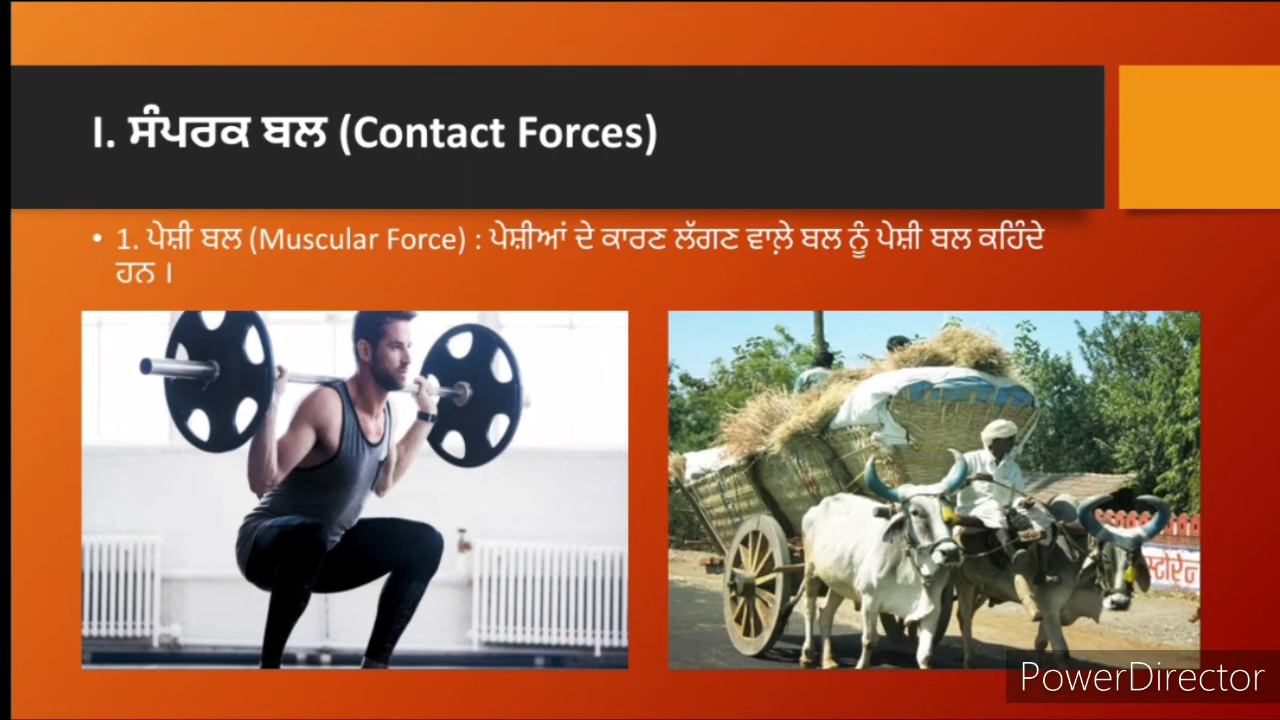 I. ਸੰਪਰਕ ਬਲ (Contact Forces)
• 1. ਪੇਸ਼ੀ ਬਲ (Muscular Force) : ਪੇਸ਼ੀਆਂ ਦੇ ਕਾਰਣ ਲੱਗਣ ਵਾਲ਼ੇ ਬਲ ਨੂੰ ਪੇਸ਼ੀ ਬਲ ਕਹਿੰਦੇ
ਹਨ ।
PowerDirector